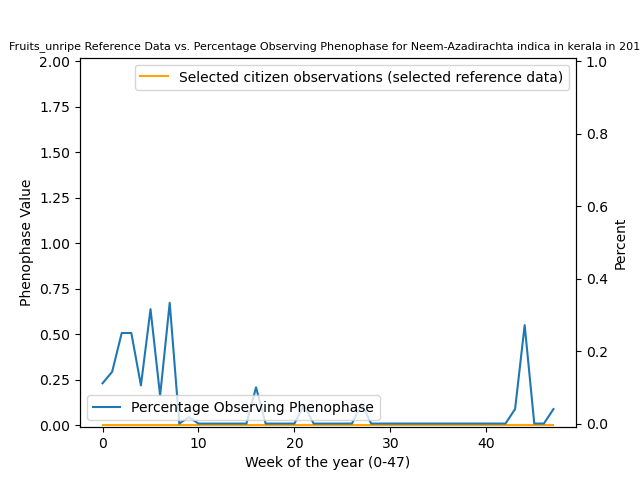 Fruits_unripe Reference Data vs. Percentage Observing Phenophase for Neem-Azadirachta indica in kerala in 201
2.00
1.75
1.50
1.25
1.00
0.75
0.50
0.25
0.00
Phenophase Value
Selected citizen observations (selected reference data)
Percentage Observing Phenophase
1.0
0.8
0.6
0.4
0.2
0.0
Percent
0 10 20 30 40
Week of the year (0-47)